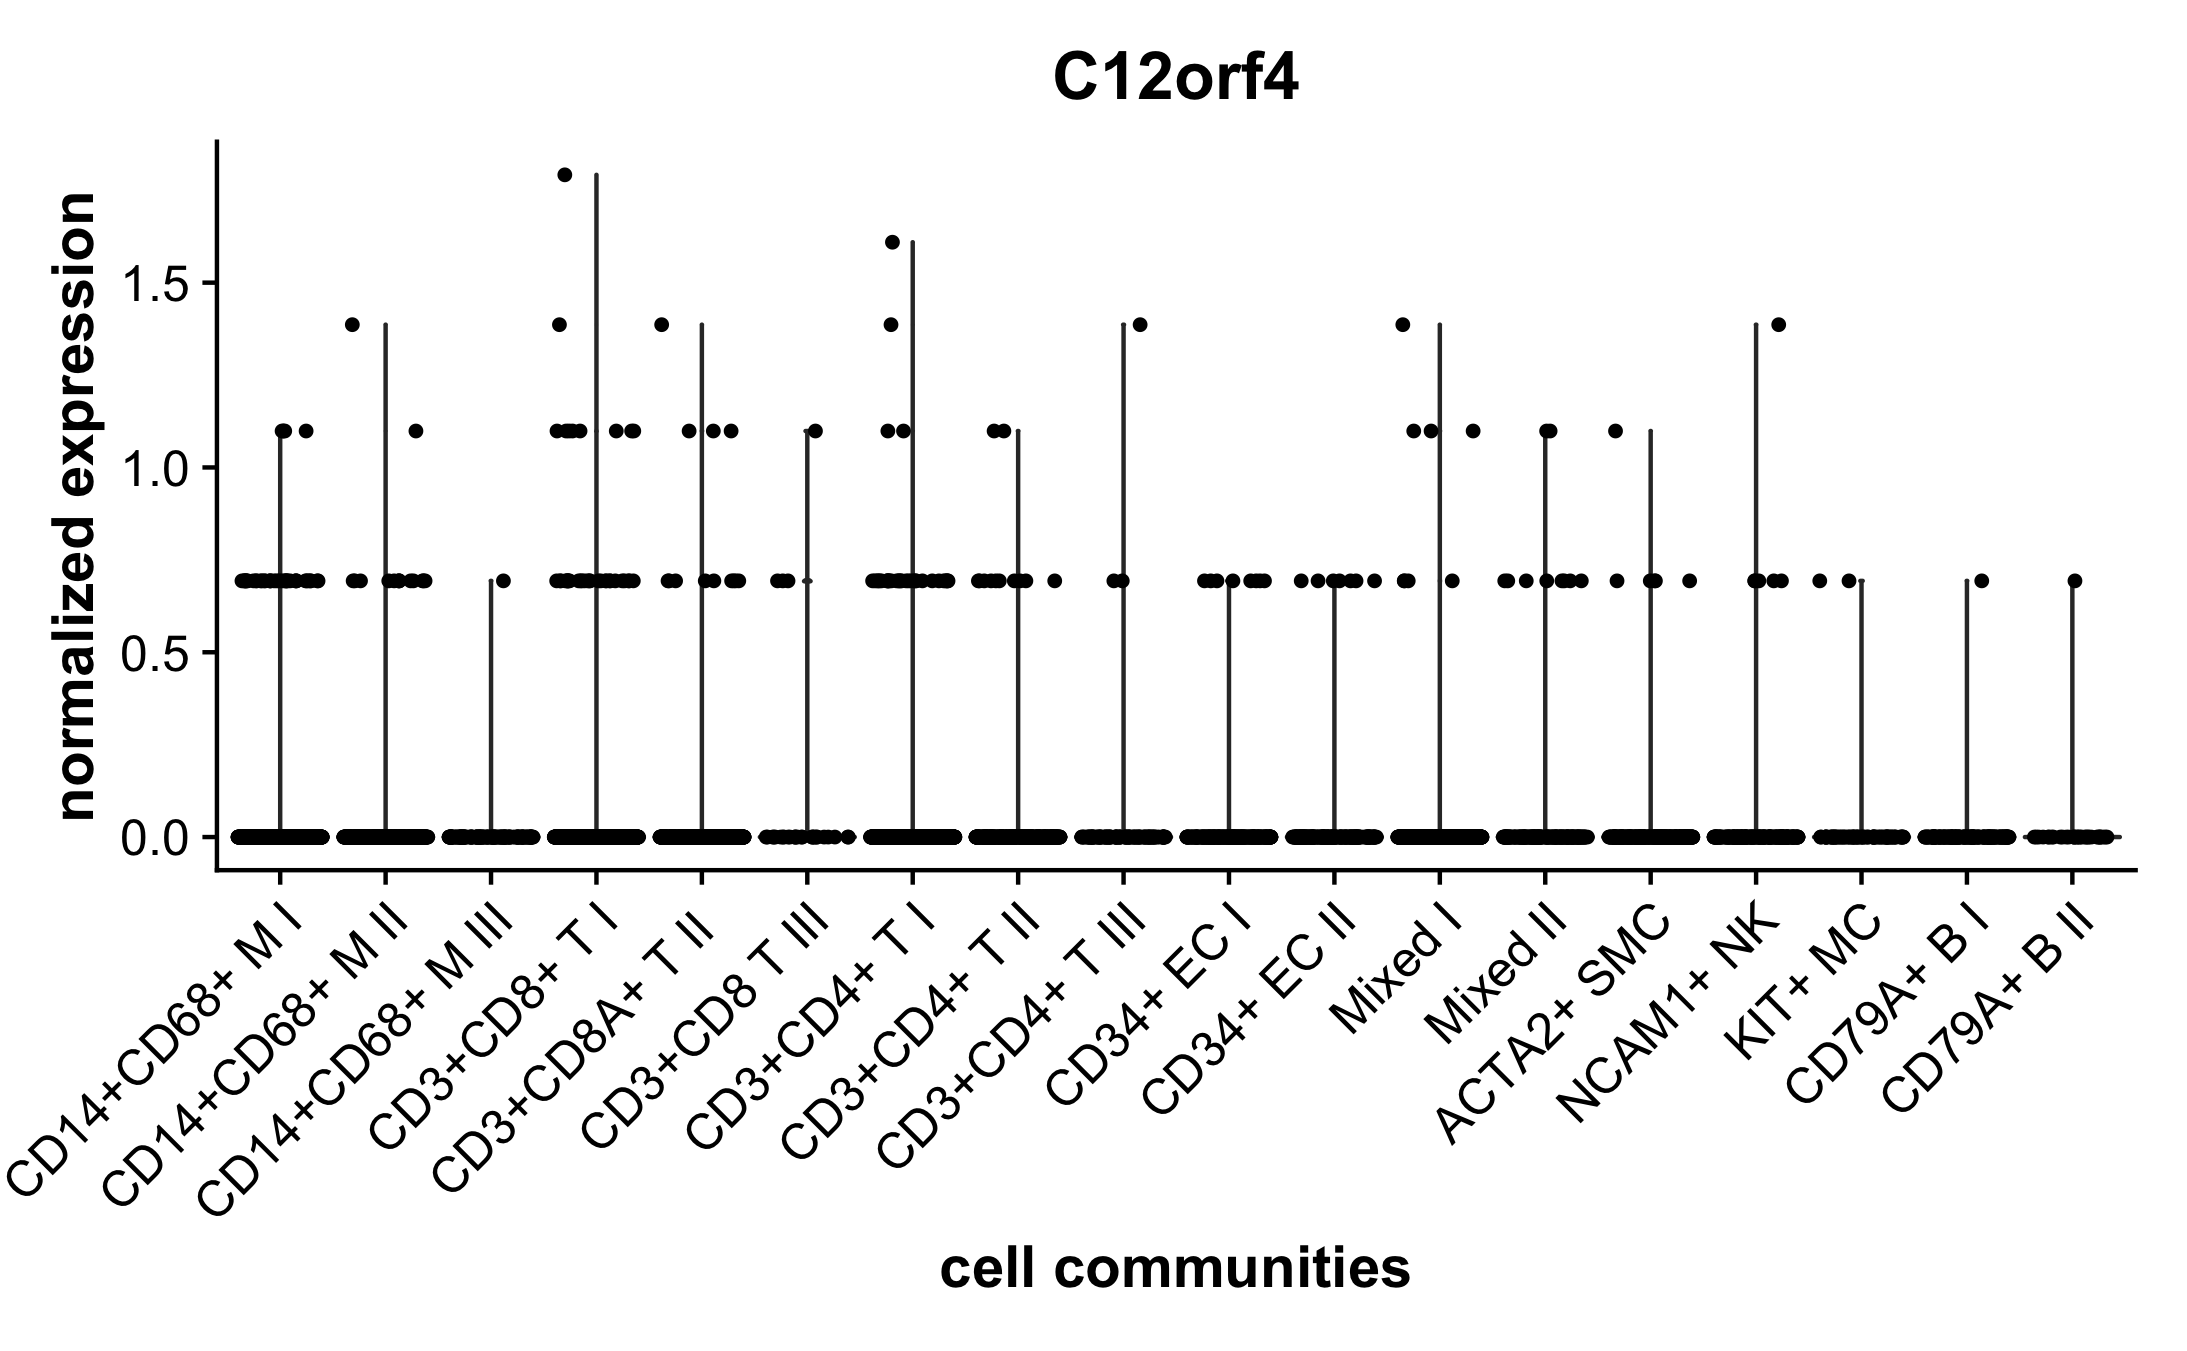 C12orf4
normalized expression
1.5
1.0
0.5
0.0
CD14+CD68+ M I
CD14+CD68+ M II
CD14+CD68+ M III
CD3+CD8+ T I
CD3+CD8A+ T II
CD3+CD8 T III
CD3+CD4+ T I
CD3+CD4+ T II
CD3+CD4+ T III
CD34+ EC I
CD34+ EC II
Mixed I
Mixed II
ACTA2+ SMC
NCAM1+ NK
KIT+ MC
CD79A+ B I
CD79A+ B II
cell communities